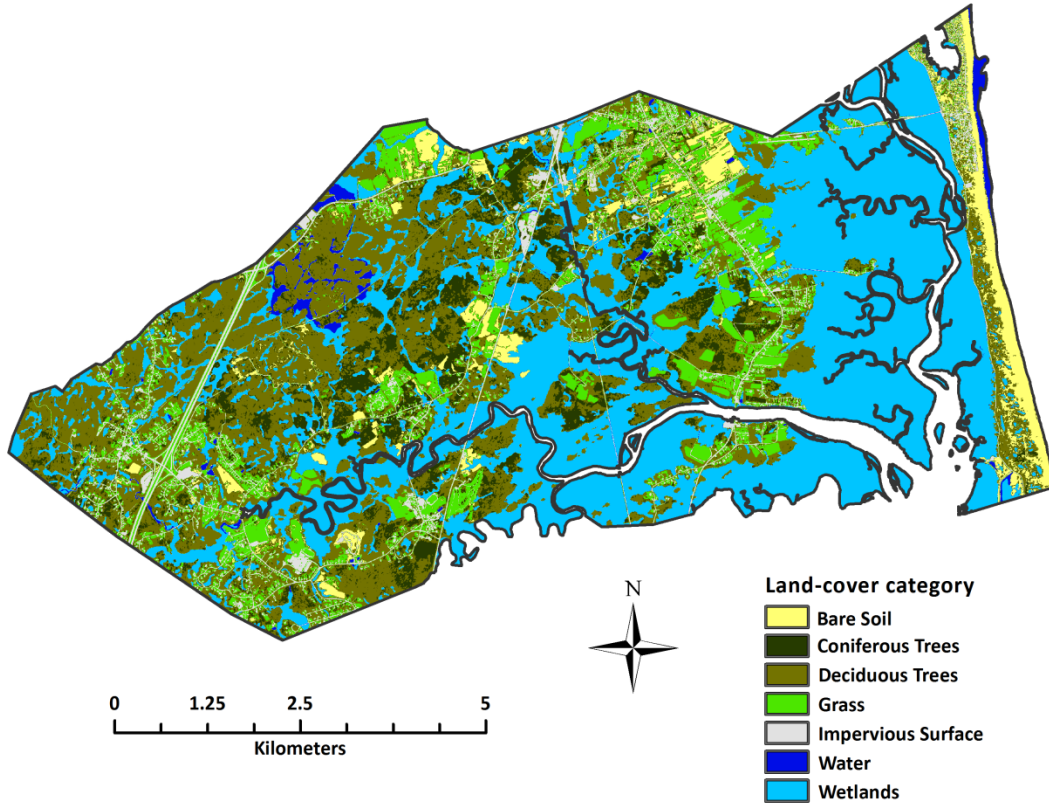 N
Land-cover category
Bare Soil
Coniferous Trees
Deciduous Trees
Grass
Impervious Surface
Water
Wetlands
0 1.25 2.5 5
Kilometers